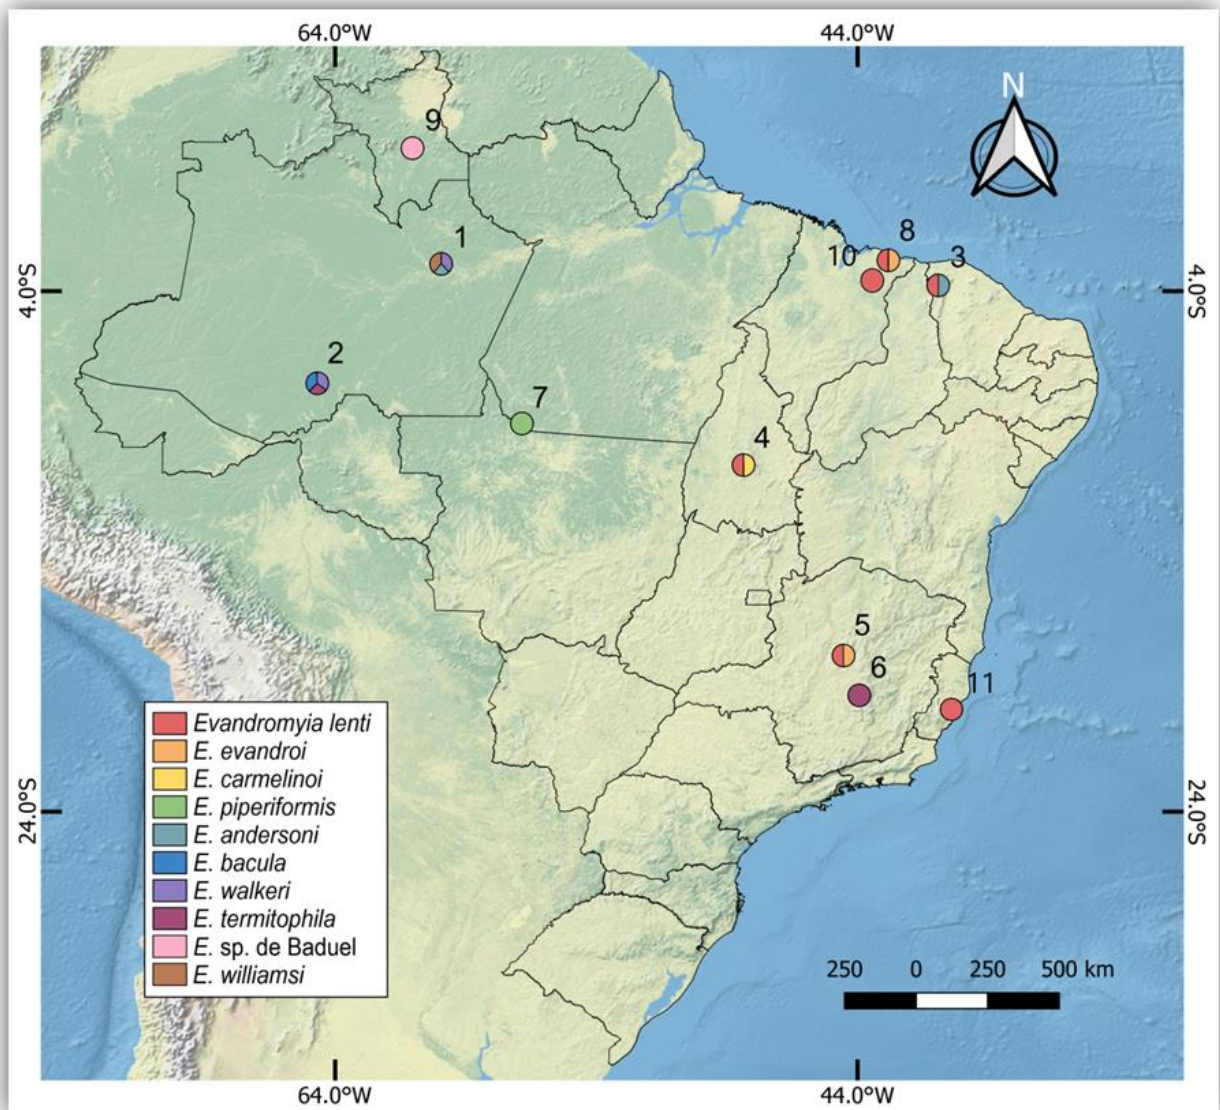 64.0°W 44.0°W
N
9
1
8
10 3
4.0°S 4.0°S
2
7
4
5
6
11
Evandromyia lenti
E. evandroi
E. carmelinoi
E. piperiformis
E. andersoni
E. bacula
E. walkeri
E. termitophila
E. sp. de Baduel
E. williamsi
24.0°S 24.0°S
250 0 250 500 km
64.0°W 44.0°W